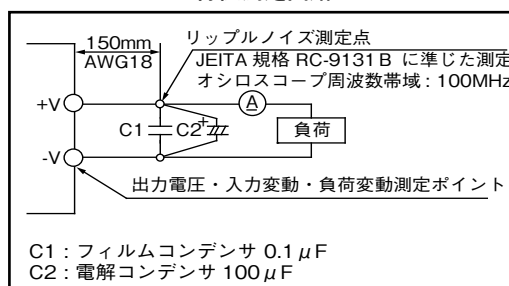 150mm
AWG18
リップルノイズ測定点
JEITA 規格 RC-9131B に準じた測定
オシロスコープ周波数帯域：100MHz
+V
A
C1
C2
+
負荷
-V
出力電圧・入力変動・負荷変動測定ポイント
C1：フィルムコンデンサ 0.1μF
C2：電解コンデンサ 100μF